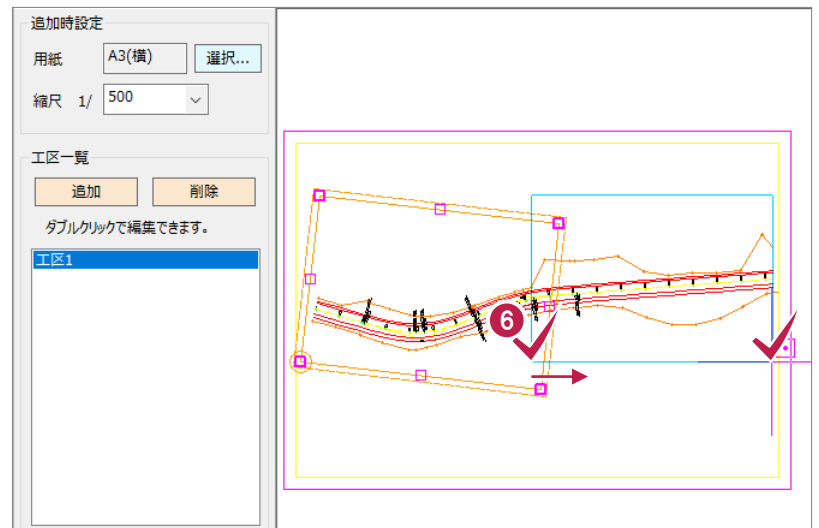 追加時設定
用紙 A3(横) 選択...
縮尺 1/ 500
工区一覧
追加 削除
ダブルクリックで編集できます。
工区1
6